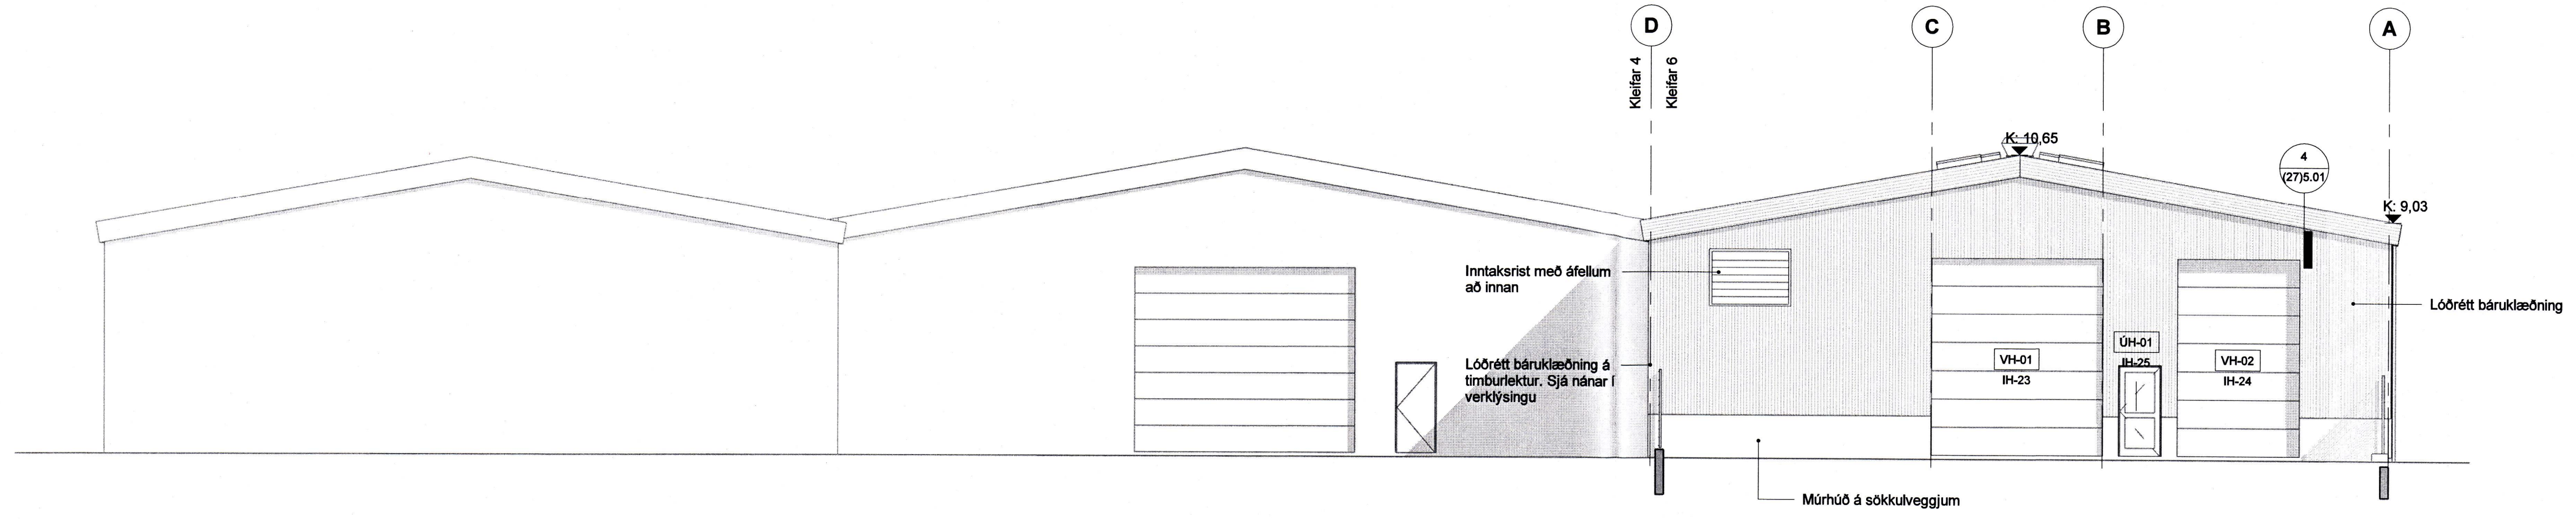 D
C
B
A
Kleifar 4
Kleifar 6
K: 10,65
4
(27)5.01
K: 9,03
Inntaksrist með áfellum
að innan
Lóðrétt báruklæðning
Lóðrétt báruklæðning á
timburlektur. Sjá nánar í
verklýsingu
VH-01
IH-23
ÚH-01
IH-25
VH-02
IH-24
Múrhúð á sökkulveggjum